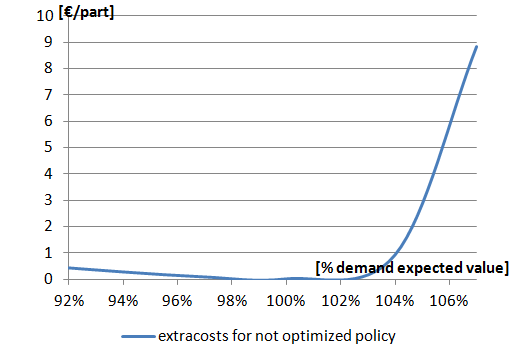 10 [€/part]
9
8
7
6
5
4
3
2
1
[% demand expected value]
0
92% 94% 96% 98% 100% 102% 104% 106%
extracosts for not optimized policy